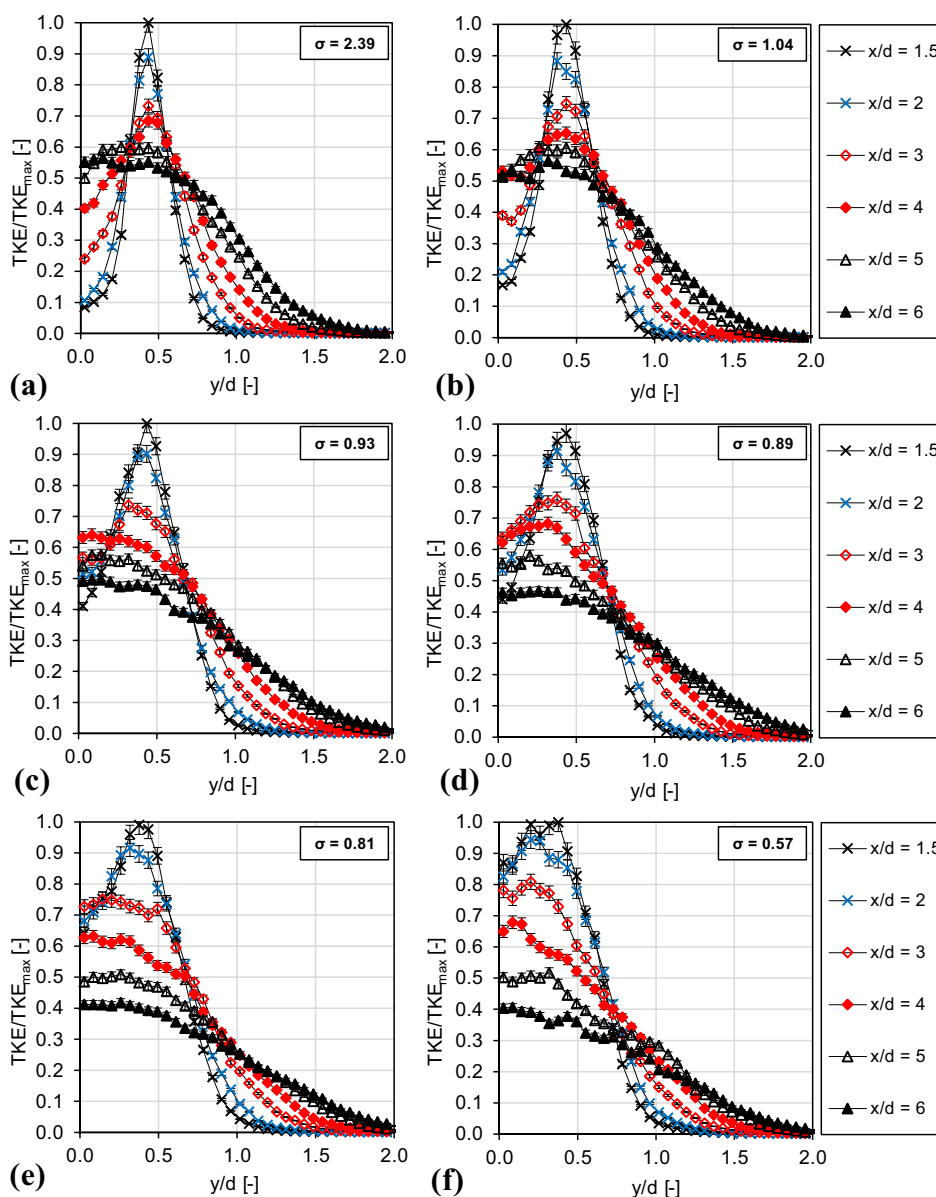 TKE/TKEmax [-]
1.0
0.9
0.8
0.7
0.6
0.5
0.4
0.3
0.2
0.1
0.0
σ = 2.39
0.0 0.5 1.0 1.5 2.0
y/d [-]
(a)
TKE/TKEmax [-]
1.0
0.9
0.8
0.7
0.6
0.5
0.4
0.3
0.2
0.1
0.0
σ = 1.04
0.0 0.5 1.0 1.5 2.0
y/d [-]
(b)
x/d = 1.5
x/d = 2
x/d = 3
x/d = 4
x/d = 5
x/d = 6
TKE/TKEmax [-]
1.0
0.9
0.8
0.7
0.6
0.5
0.4
0.3
0.2
0.1
0.0
σ = 0.93
0.0 0.5 1.0 1.5 2.0
y/d [-]
(c)
TKE/TKEmax [-]
1.0
0.9
0.8
0.7
0.6
0.5
0.4
0.3
0.2
0.1
0.0
σ = 0.89
0.0 0.5 1.0 1.5 2.0
y/d [-]
(d)
x/d = 1.5
x/d = 2
x/d = 3
x/d = 4
x/d = 5
x/d = 6
TKE/TKEmax [-]
1.0
0.9
0.8
0.7
0.6
0.5
0.4
0.3
0.2
0.1
0.0
σ = 0.81
0.0 0.5 1.0 1.5 2.0
y/d [-]
(e)
TKE/TKEmax [-]
1.0
0.9
0.8
0.7
0.6
0.5
0.4
0.3
0.2
0.1
0.0
σ = 0.57
0.0 0.5 1.0 1.5 2.0
y/d [-]
(f)
x/d = 1.5
x/d = 2
x/d = 3
x/d = 4
x/d = 5
x/d = 6